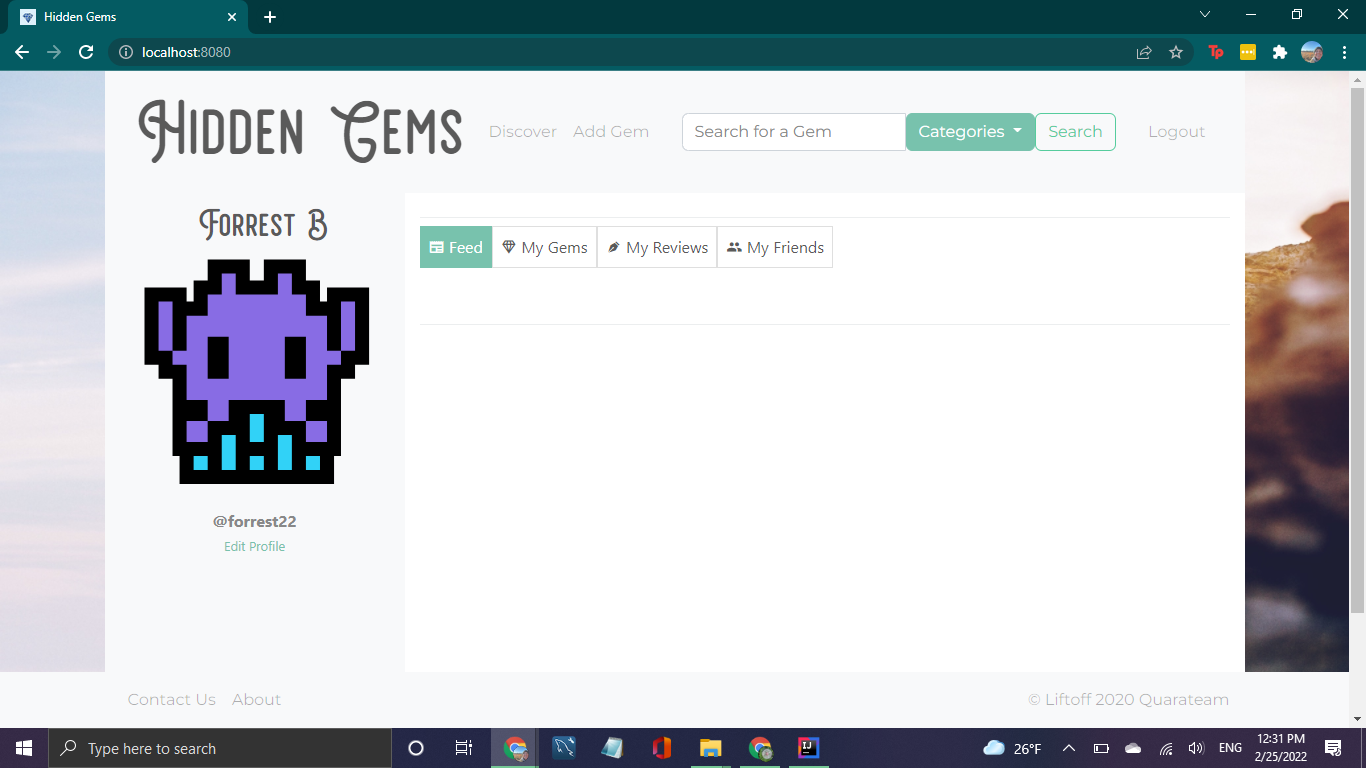 Hidden Gems
localhost:8080
Tp
Hidden Gems
Discover
Add Gem
Search for a Gem
Categories
Search
Logout
Forrest B
Feed
My Gems
My Reviews
My Friends
@forrest22
Edit Profile
Contact Us
About
© Liftoff 2020 Quarateam
Type here to search
IJ
26°F
ENG
12:31 PM
2/25/2022